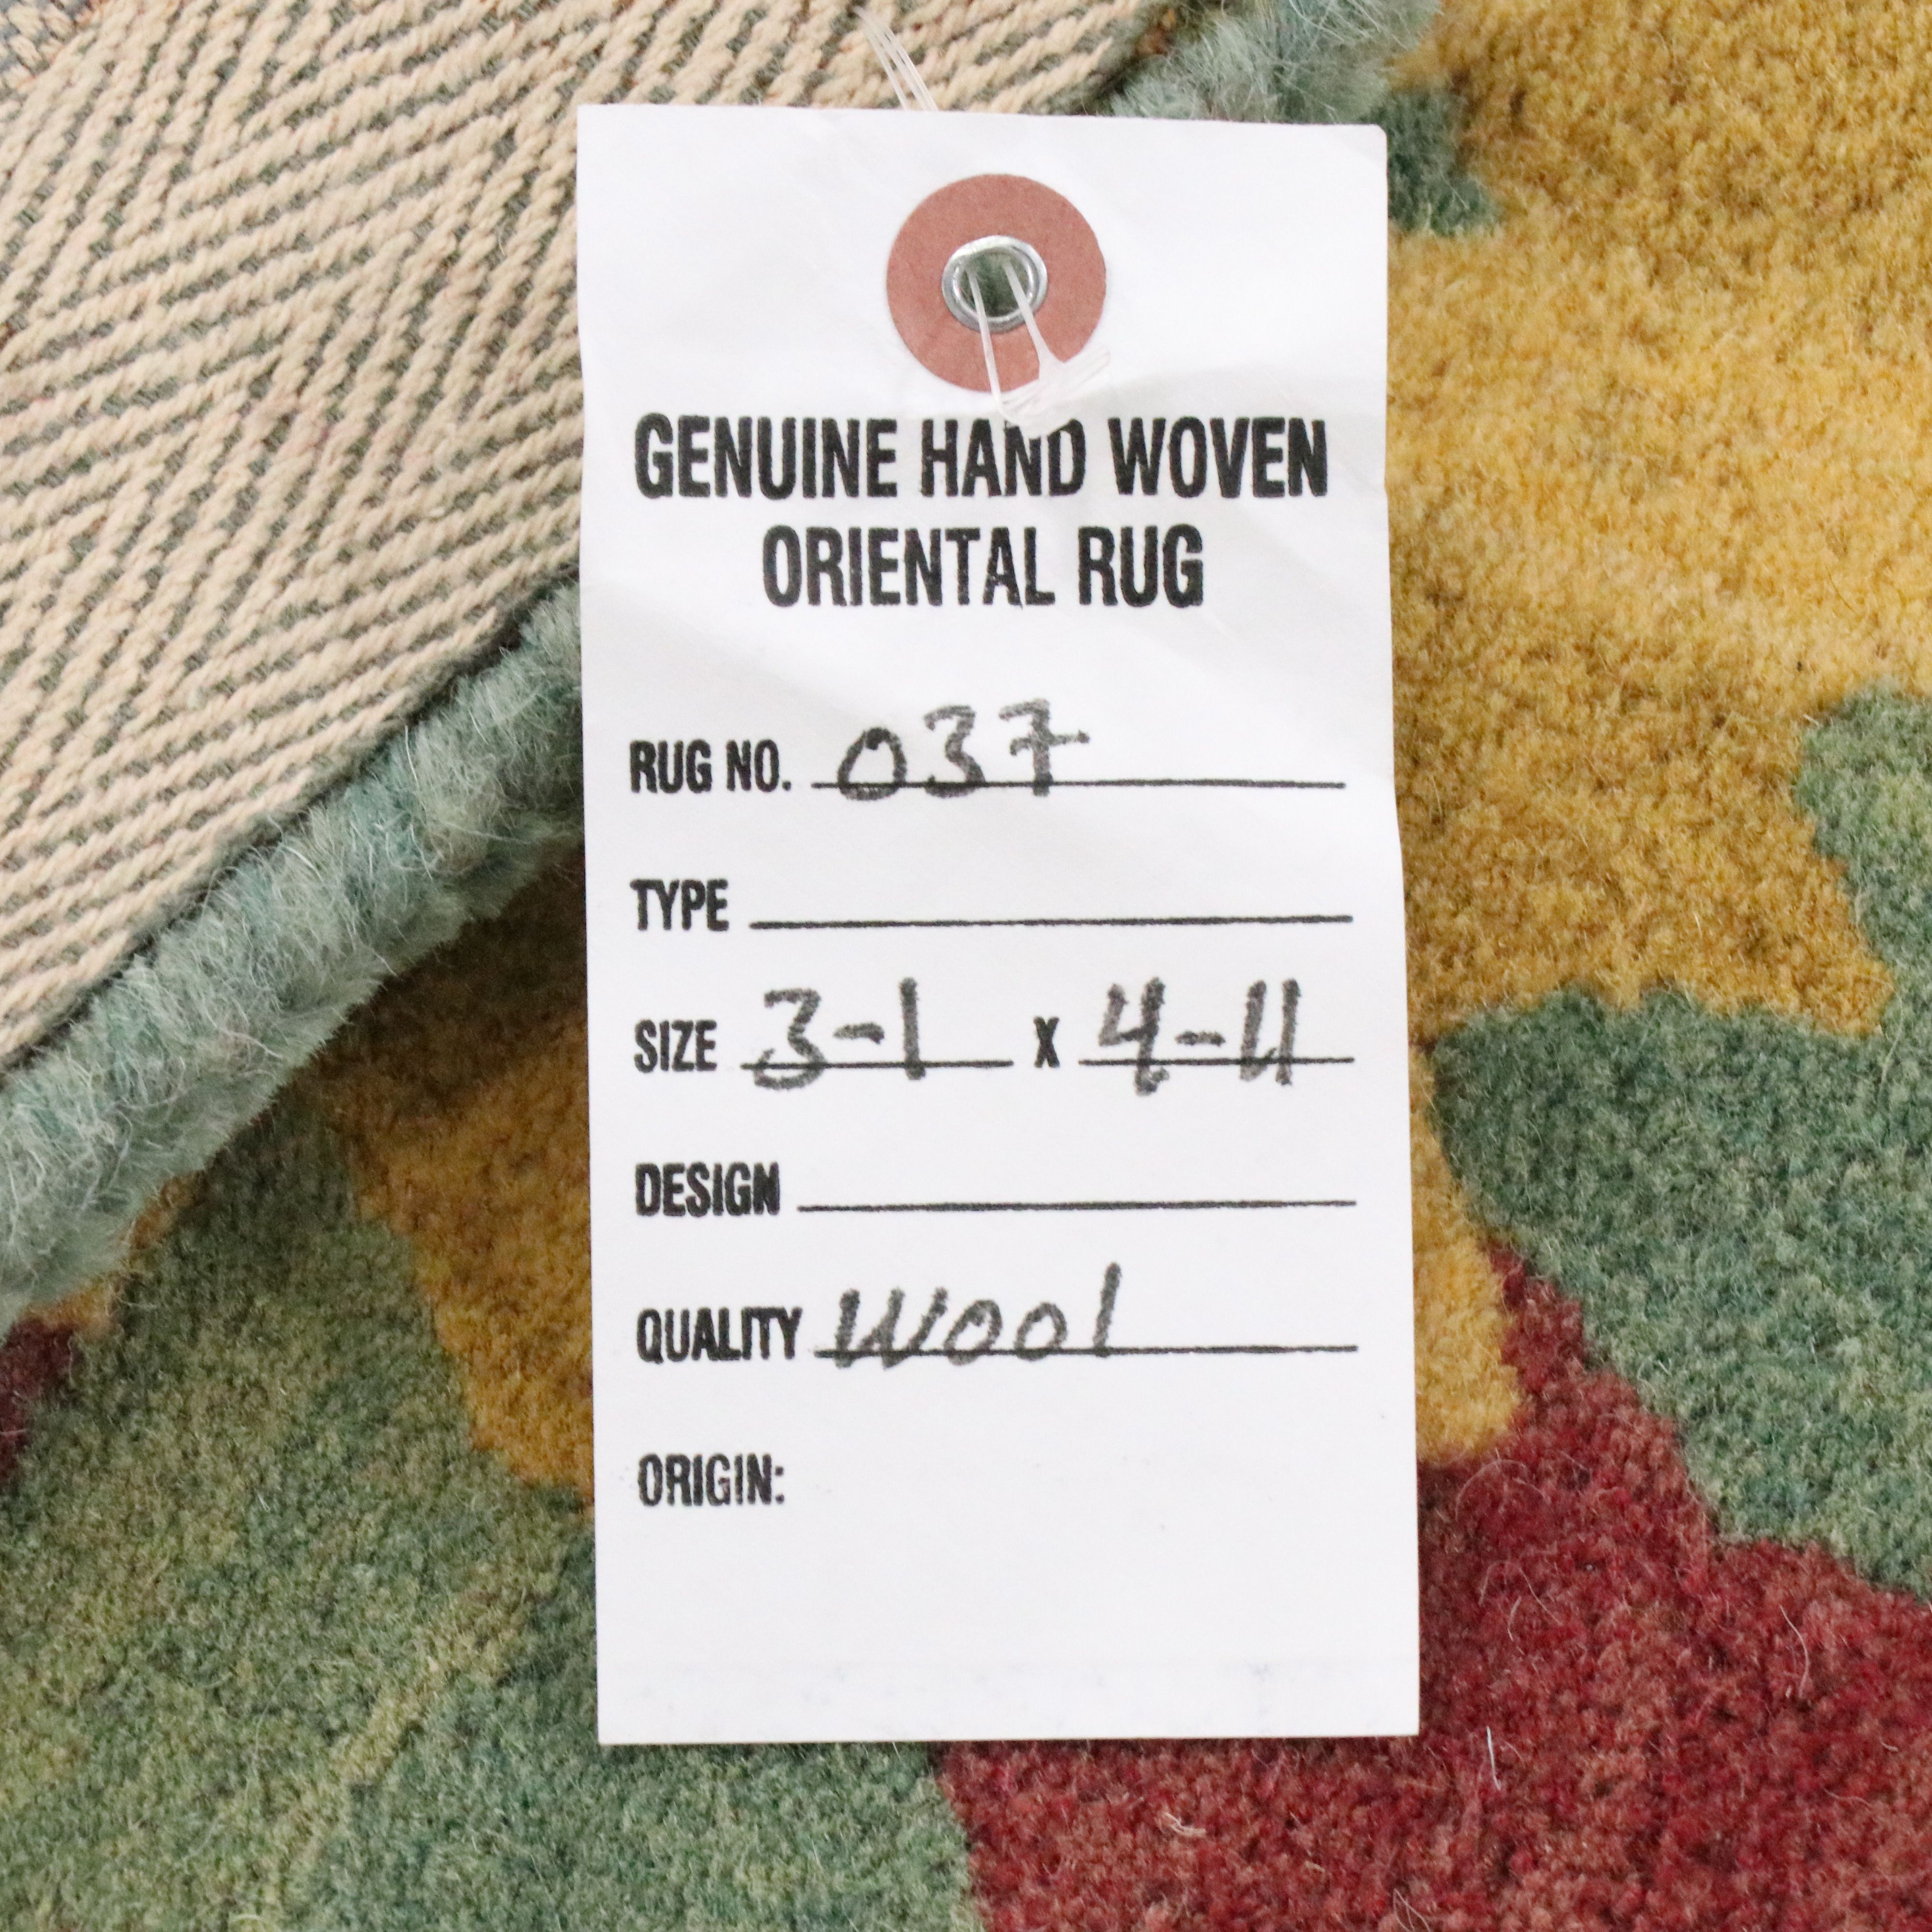 GENUINE HAND WOVEN
ORIENTAL RUG
RUG NO. 037
TYPE
SIZE 3-1 X 4-11
DESIGN
QUALITY Wool
ORIGIN: